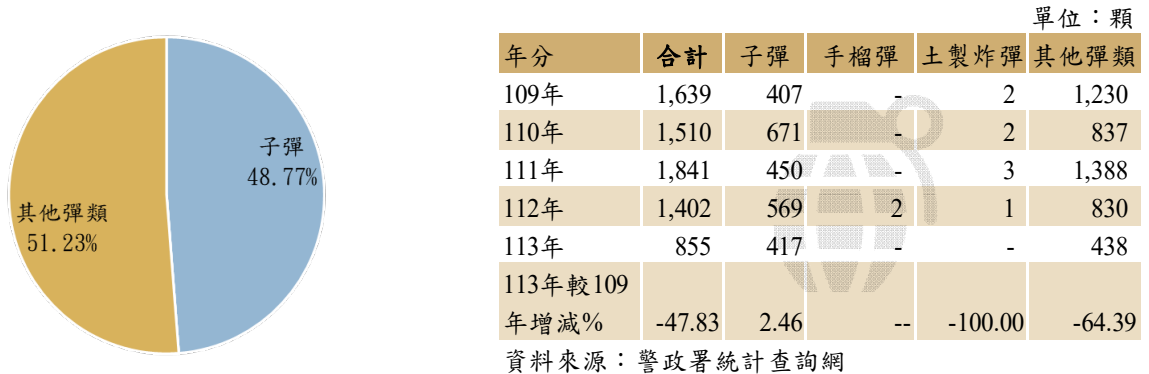 子彈
48.77%
其他彈類
51.23%
單位：顆
年分 合計 子彈 手榴彈 土製炸彈 其他彈類
109年 1,639 407 - 2 1,230
110年 1,510 671 - 2 837
111年 1,841 450 - 3 1,388
112年 1,402 569 2 1 830
113年 855 417 - - 438
113年較109
年增減% -47.83 2.46 -- -100.00 -64.39
資料來源：警政署統計查詢網